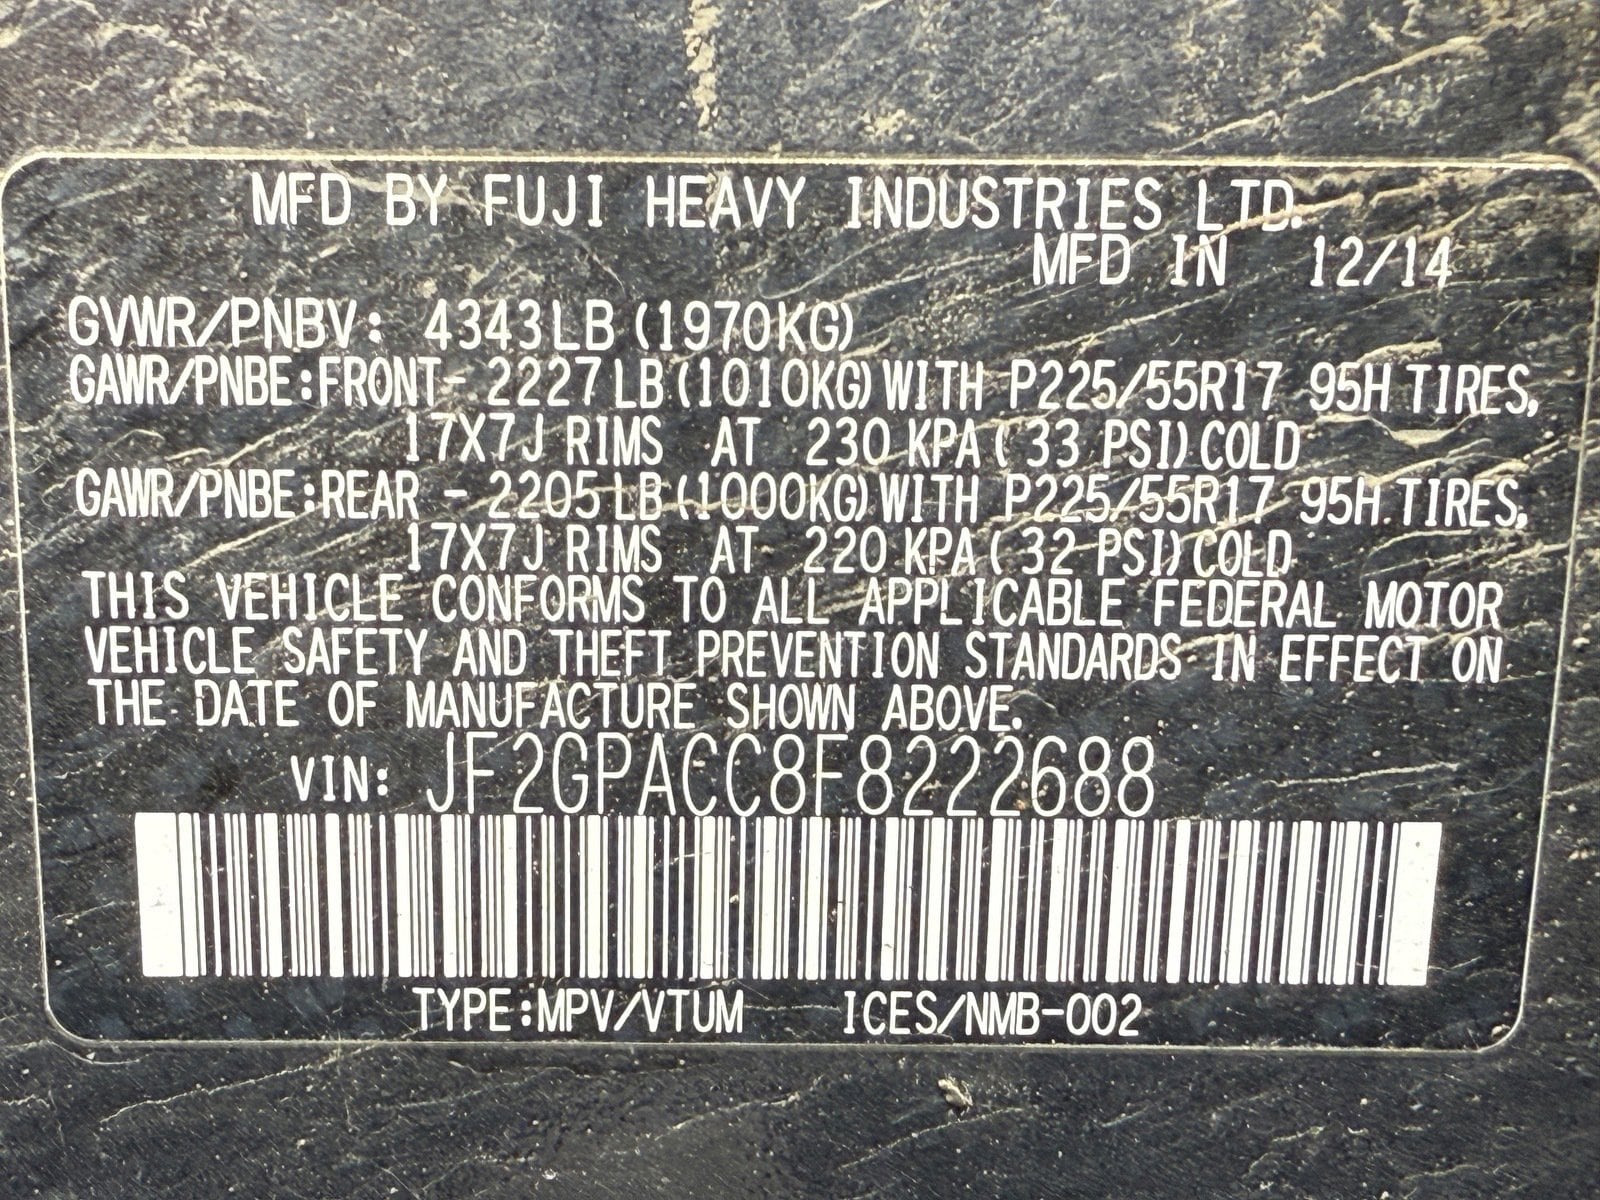 MFD BY FUJI HEAVY INDUSTRIES LTD.
MFD IN 12/14
GVWR/PNBV: 4343LB (1970KG)
GAWR/PNBE:FRONT- 2227LB (1010KG) WITH P225/55R17 95H TIRES,
17X7J RIMS AT 230 KPA ( 33 PSI) COLD
GAWR/PNBE:REAR - 2205LB (1000KG) WITH P225/55R17 95H TIRES,
17X7J RIMS AT 220 KPA ( 32 PSI) COLD
THIS VEHICLE CONFORMS TO ALL APPLICABLE FEDERAL MOTOR
VEHICLE SAFETY AND THEFT PREVENTION STANDARDS IN EFFECT ON
THE DATE OF MANUFACTURE SHOWN ABOVE.
VIN: JF2GPACC8F8222688
TYPE:MPV/VTUM ICES/NMB-002